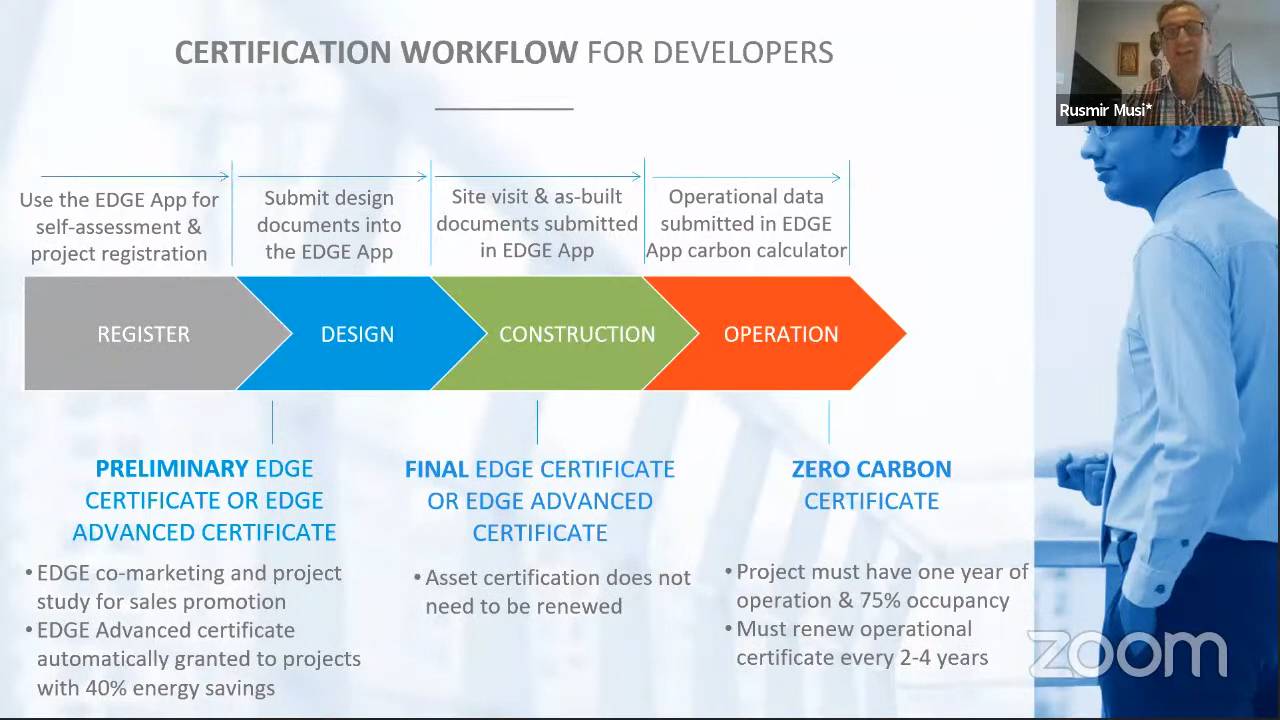 CERTIFICATION WORKFLOW FOR DEVELOPERS
Rusmir Musi*
Use the EDGE App for
self-assessment &
project registration
Submit design
documents into
the EDGE App
Site visit & as-built
documents submitted
in EDGE App
Operational data
submitted in EDGE
App carbon calculator
REGISTER
DESIGN
CONSTRUCTION
OPERATION
PRELIMINARY EDGE
CERTIFICATE OR EDGE
ADVANCED CERTIFICATE
• EDGE co-marketing and project
study for sales promotion
• EDGE Advanced certificate
automatically granted to projects
with 40% energy savings
FINAL EDGE CERTIFICATE
OR EDGE ADVANCED
CERTIFICATE
• Asset certification does not
need to be renewed
ZERO CARBON
CERTIFICATE
• Project must have one year of
operation & 75% occupancy
• Must renew operational
certificate every 2-4 years
zoom